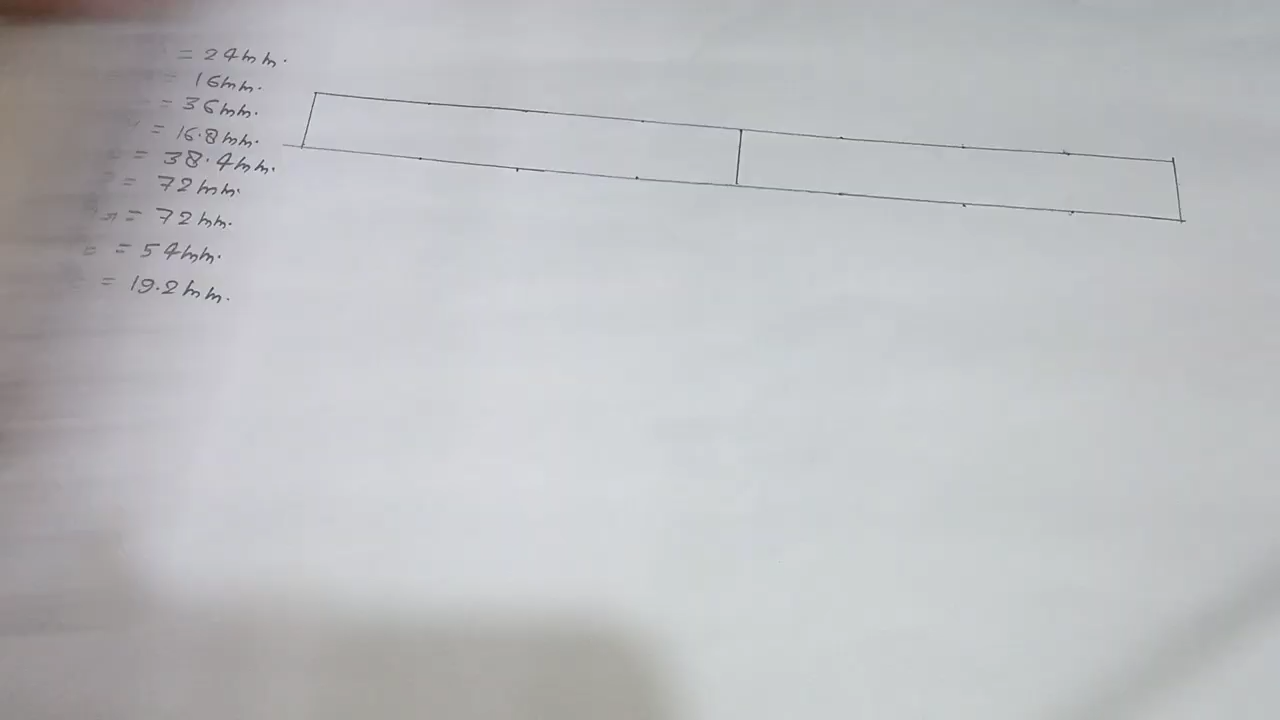 = 24mm.
= 16mm.
= 36mm.
= 16.8mm.
= 38.4mm.
= 72mm.
= 72mm.
= 54mm.
= 19.2mm.